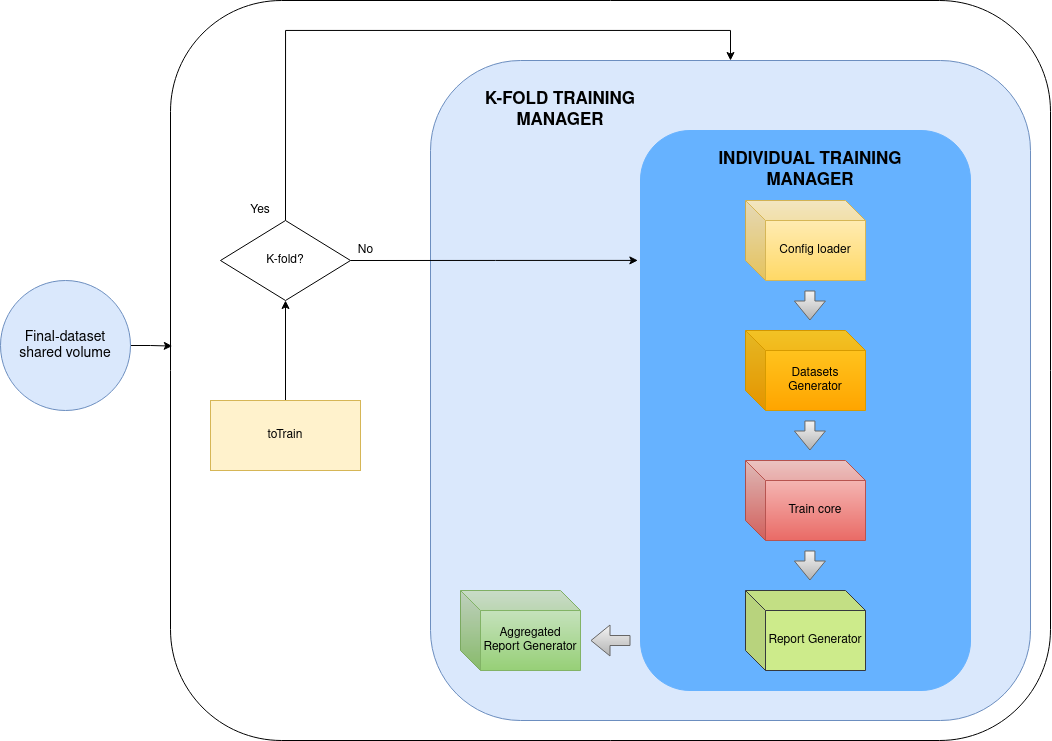 K-FOLD TRAINING
MANAGER
INDIVIDUAL TRAINING
MANAGER
Yes
No
K-fold?
Config loader
Final-dataset
shared volume
Datasets
Generator
toTrain
Train core
Aggregated
Report Generator
Report Generator